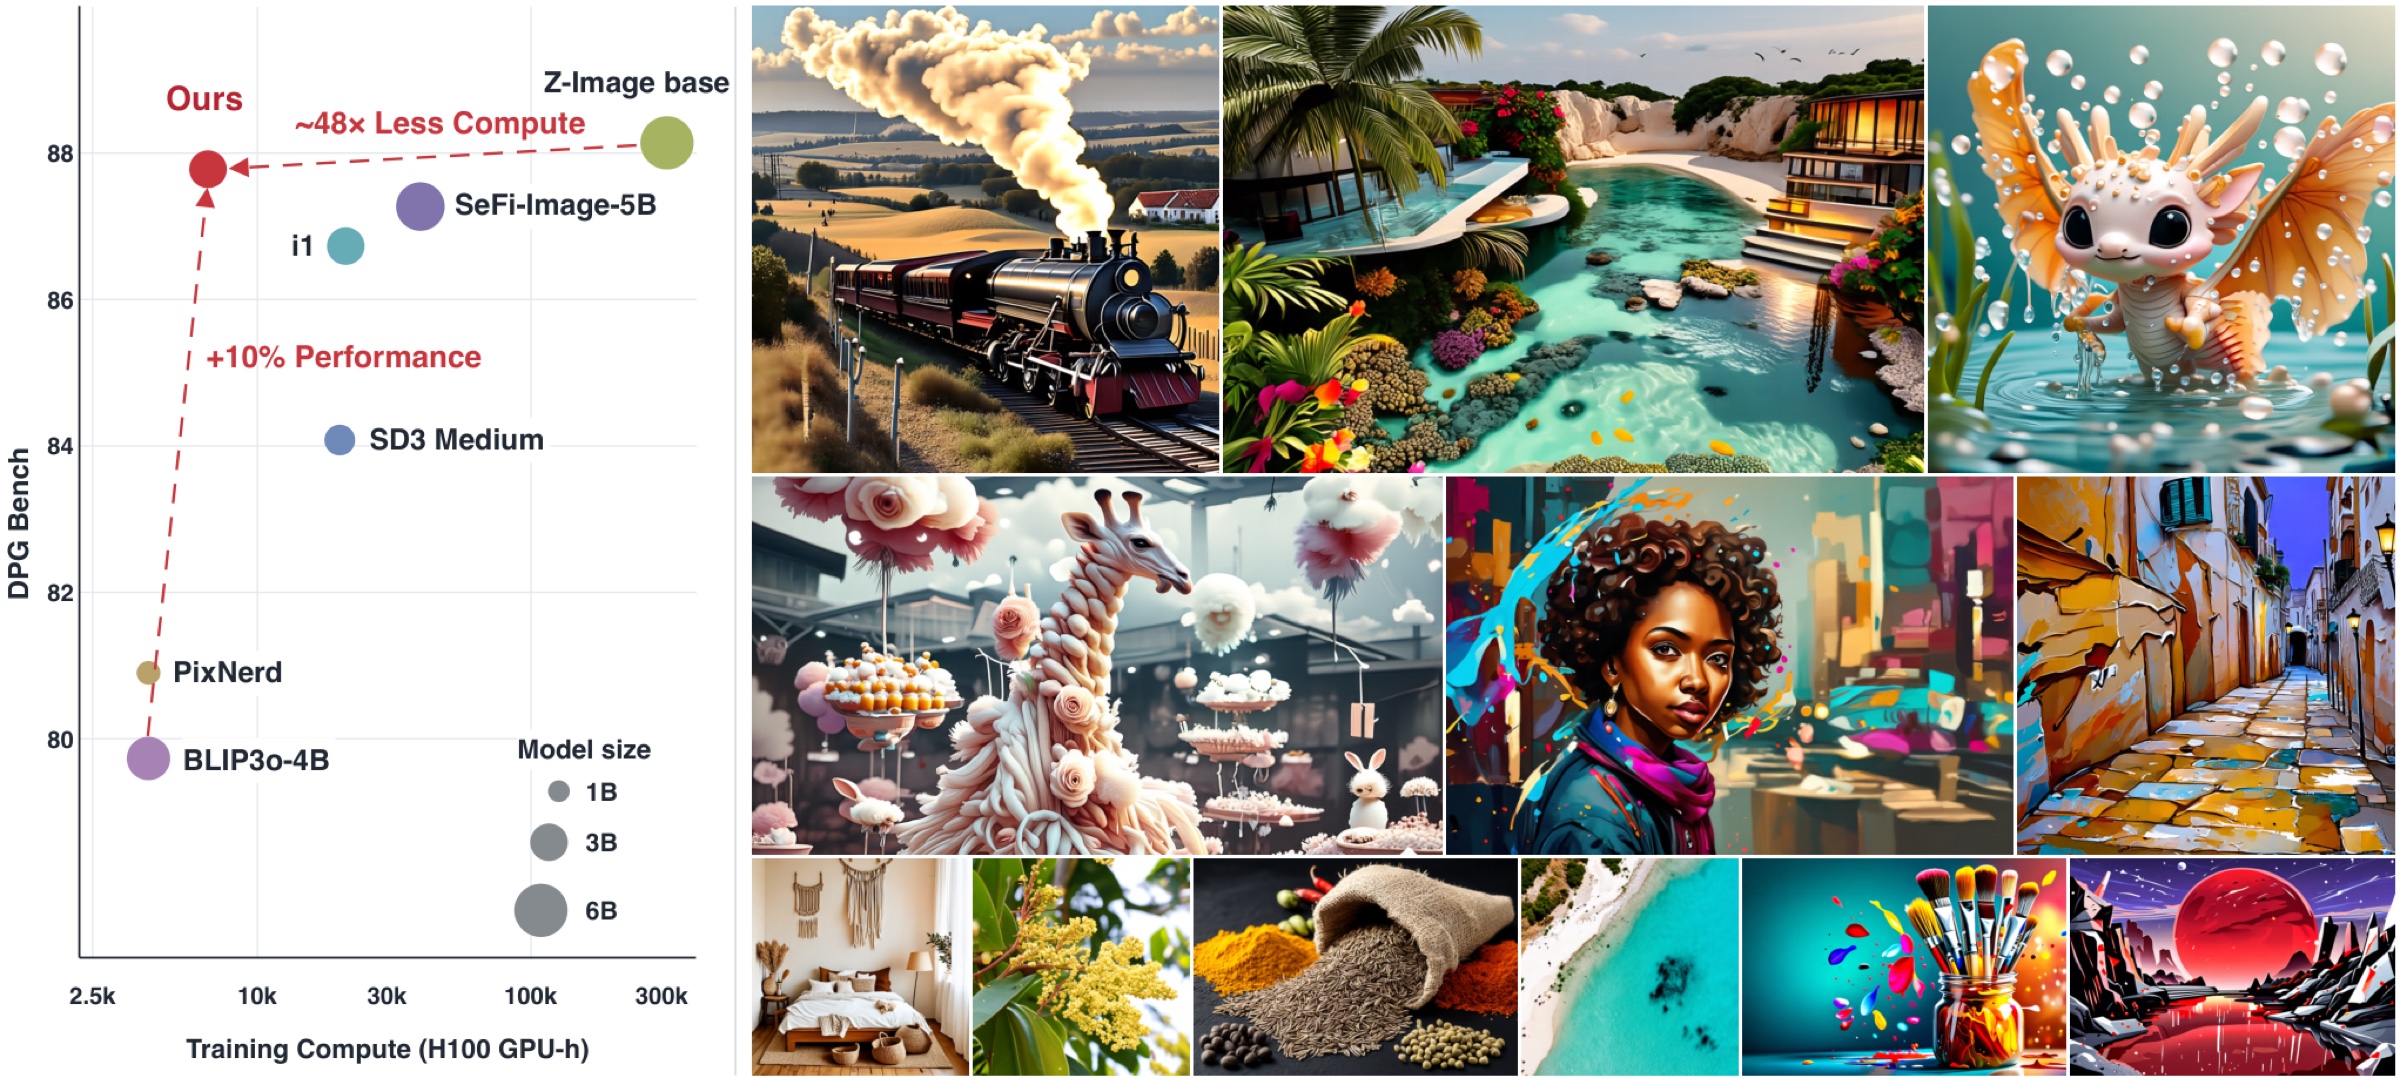 Z-Image base
Ours
~48× Less Compute
88
SeFi-Image-5B
i1
86
+10% Performance
84
SD3 Medium
DPG Bench
82
PixNerd
80
BLIP3o-4B
Model size
1B
3B
6B
2.5k 10k 30k 100k 300k
Training Compute (H100 GPU-h)